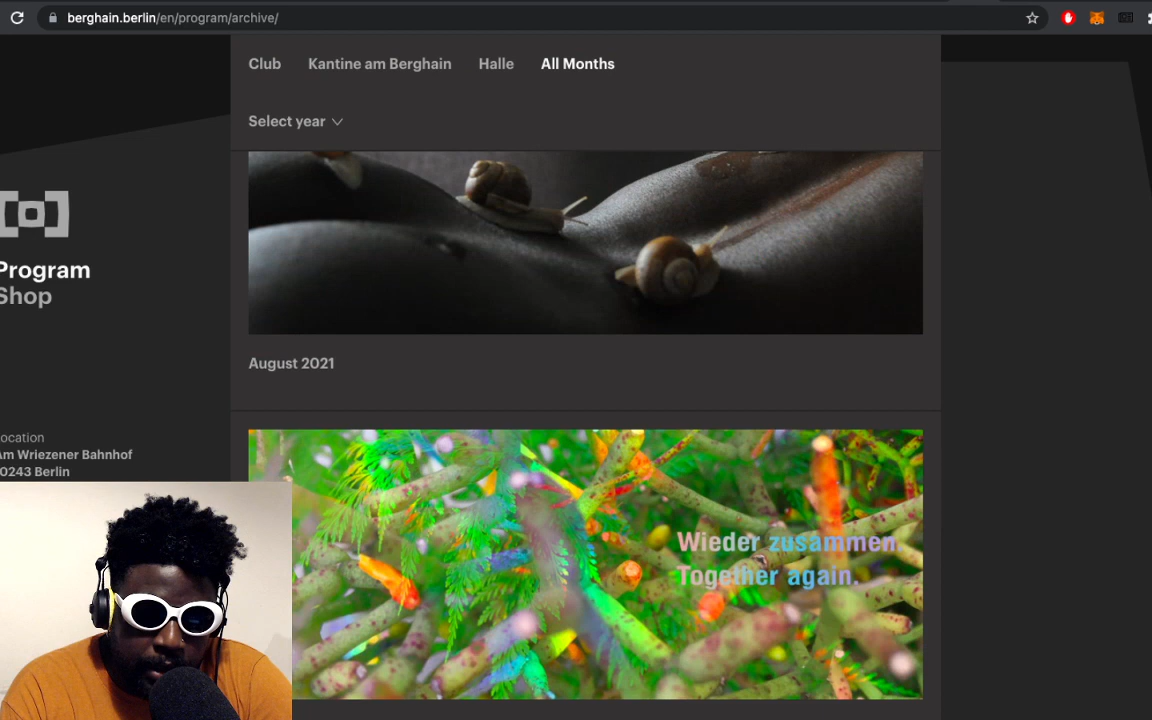 berghain.berlin/en/program/archive/
Club Kantine am Berghain Halle All Months
Select year
Program
Shop
August 2021
ocation
Am Wriezener Bahnhof
0243 Berlin
Wieder zusammen.
Together again.